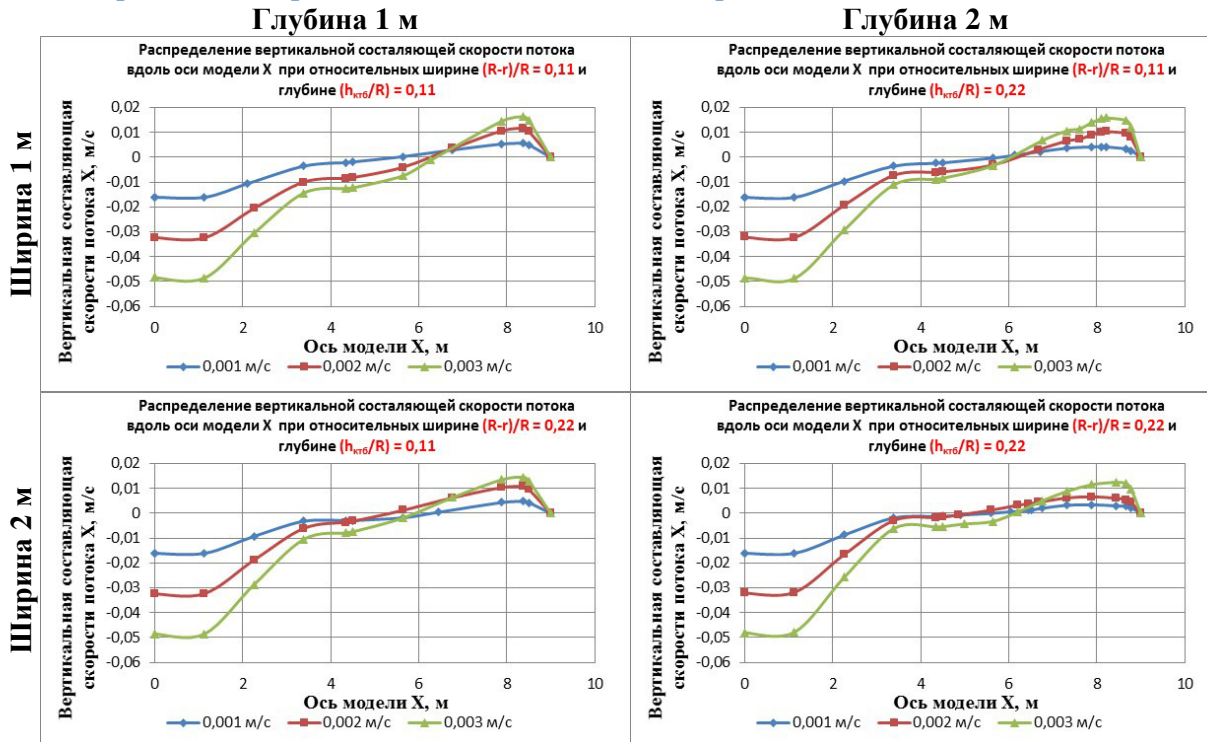 Глубина 1 м
Глубина 2 м
Ширина 1 м
Распределение вертикальной состаляющей скорости потока
вдоль оси модели X при относительных ширине (R-r)/R = 0,11 и
глубине (hктб/R) = 0,11
Вертикальная составляющая
скорости потока X, м/с
0,02
0,01
0
-0,01
-0,02
-0,03
-0,04
-0,05
-0,06
0 2 4 6 8 10
Ось модели X, м
0,001 м/с 0,002 м/с 0,003 м/с
Распределение вертикальной состаляющей скорости потока
вдоль оси модели X при относительных ширине (R-r)/R = 0,11 и
глубине (hктб/R) = 0,22
Вертикальная составляющая
скорости потока X, м/с
0,02
0,01
0
-0,01
-0,02
-0,03
-0,04
-0,05
-0,06
0 2 4 6 8 10
Ось модели X, м
0,001 м/с 0,002 м/с 0,003 м/с
Ширина 2 м
Распределение вертикальной состаляющей скорости потока
вдоль оси модели X при относительных ширине (R-r)/R = 0,22 и
глубине (hктб/R) = 0,11
Вертикальная составляющая
скорости потока X, м/с
0,02
0,01
0
-0,01
-0,02
-0,03
-0,04
-0,05
-0,06
0 2 4 6 8 10
Ось модели X, м
0,001 м/с 0,002 м/с 0,003 м/с
Распределение вертикальной состаляющей скорости потока
вдоль оси модели X при относительных ширине (R-r)/R = 0,22 и
глубине (hктб/R) = 0,22
Вертикальная составляющая
скорости потока X, м/с
0,02
0,01
0
-0,01
-0,02
-0,03
-0,04
-0,05
-0,06
0 2 4 6 8 10
Ось модели X, м
0,001 м/с 0,002 м/с 0,003 м/с